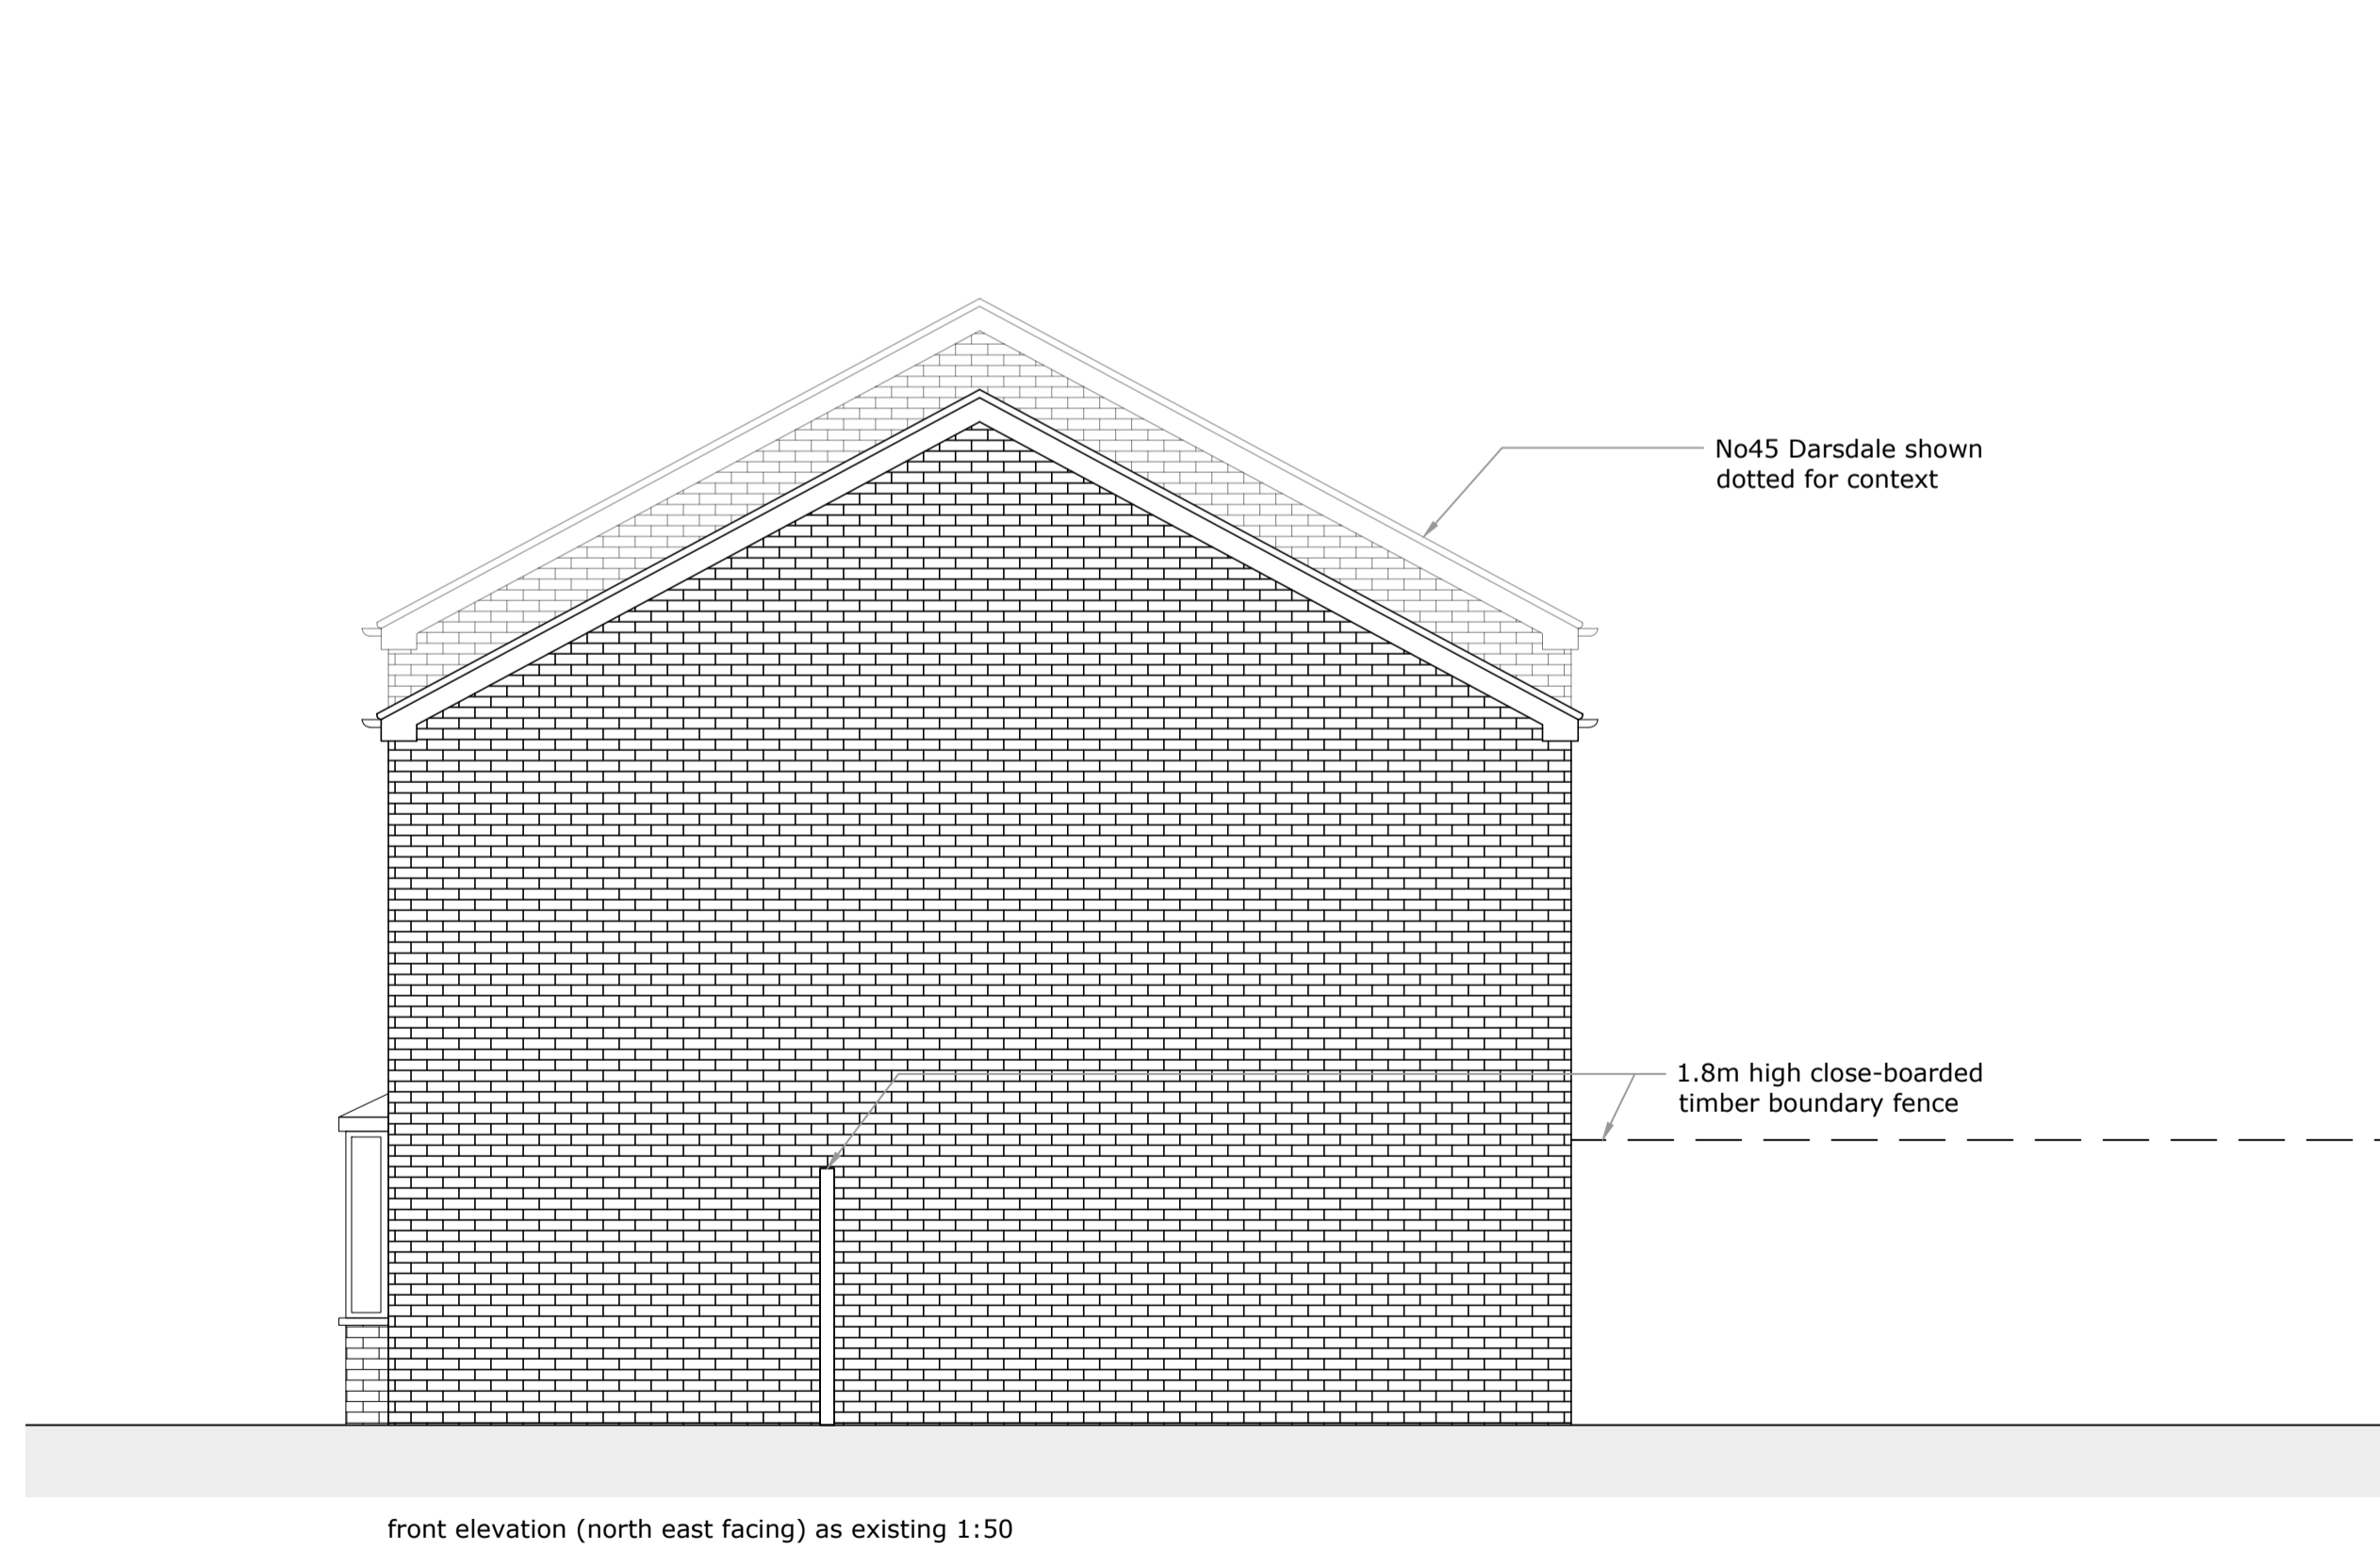 No45 Darsdale shown
dotted for context
1.8m high close-boarded
timber boundary fence
front elevation (north east facing) as existing 1:50